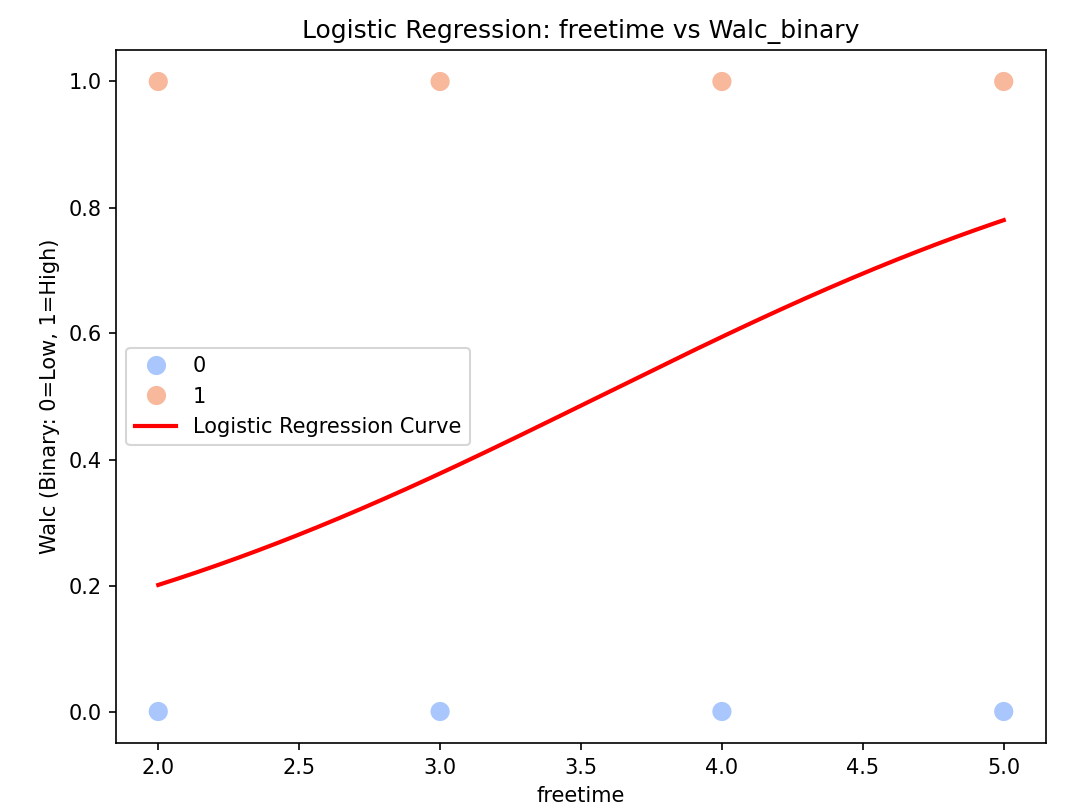 Logistic Regression: freetime vs Walc_binary
1.0
0.8
0.6
0.4
0.2
0.0
Walc (Binary: 0=Low, 1=High)
0
1
Logistic Regression Curve
2.0 2.5 3.0 3.5 4.0 4.5 5.0
freetime